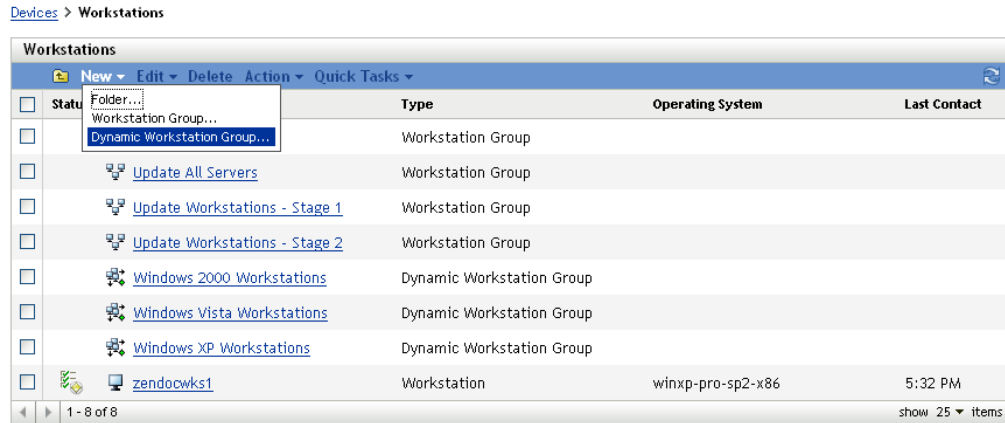 Devices > Workstations
Workstations
New Edit Delete Action Quick Tasks
Folder...
Workstation Group...
Dynamic Workstation Group...
Statu Type Operating System Last Contact
Workstation Group
Update All Servers Workstation Group
Update Workstations - Stage 1 Workstation Group
Update Workstations - Stage 2 Workstation Group
Windows 2000 Workstations Dynamic Workstation Group
Windows Vista Workstations Dynamic Workstation Group
Windows XP Workstations Dynamic Workstation Group
zendocwks1 Workstation winxp-pro-sp2-x86 5:32 PM
1 - 8 of 8 show 25 items